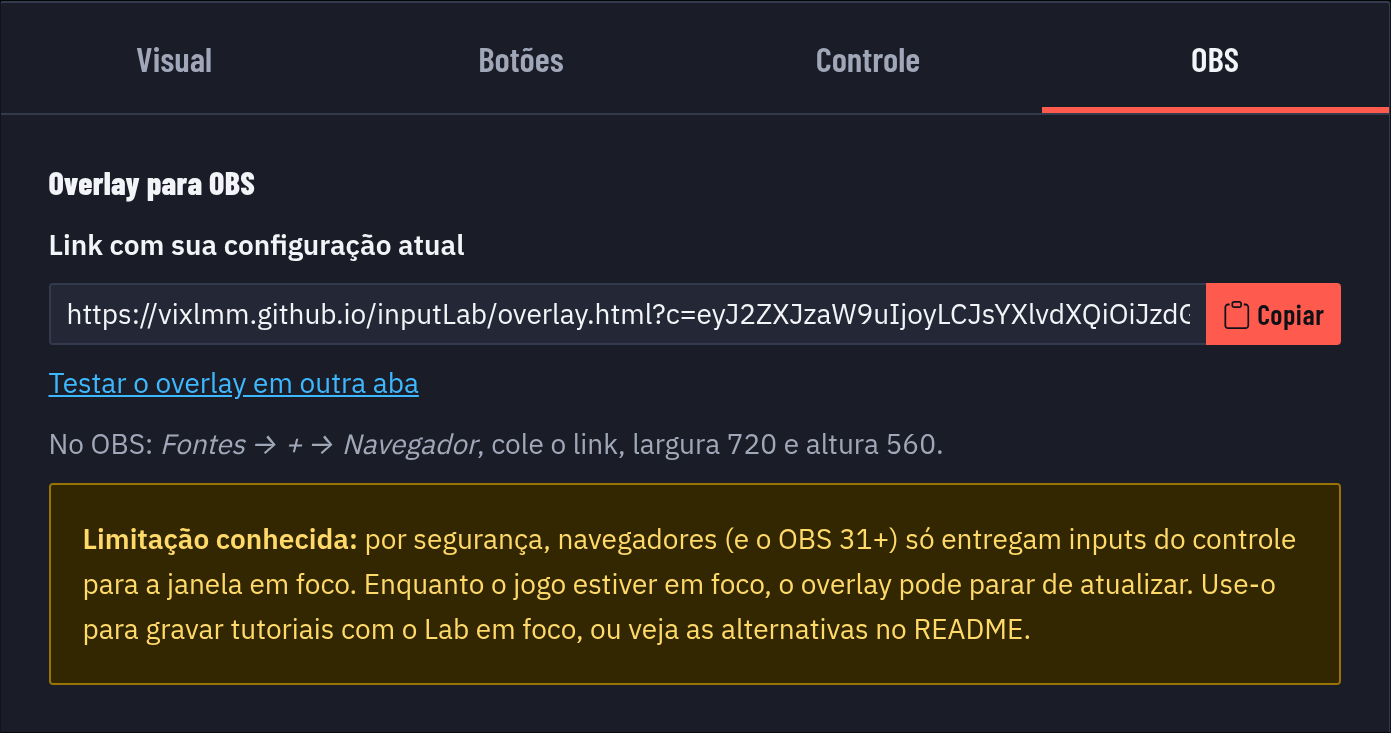 Visual
Botões
Controle
OBS
Overlay para OBS
Link com sua configuração atual
https://vixlmm.github.io/inputLab/overlay.html?c=eyJ2ZXJzaW9uIjoyLCJsYXlvdXQiOiJzdG
Copiar
Testar o overlay em outra aba
No OBS: Fontes → + → Navegador, cole o link, largura 720 e altura 560.
Limitação conhecida: por segurança, navegadores (e o OBS 31+) só entregam inputs do controle
para a janela em foco. Enquanto o jogo estiver em foco, o overlay pode parar de atualizar. Use-o
para gravar tutoriais com o Lab em foco, ou veja as alternativas no README.